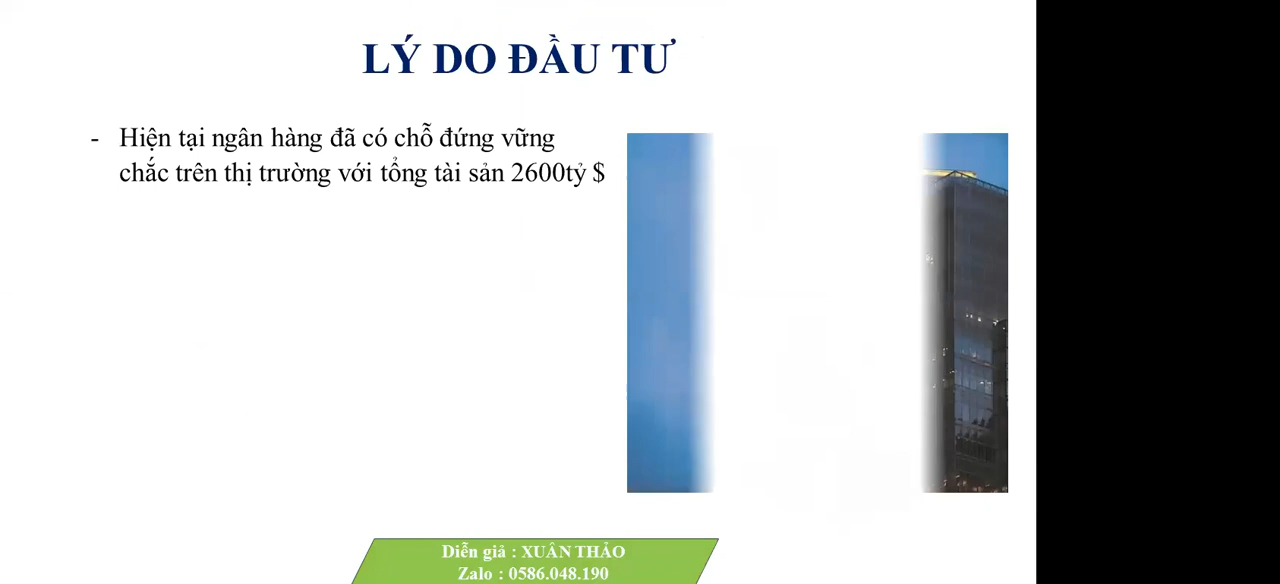 LÝ DO ĐẦU TƯ
- Hiện tại ngân hàng đã có chỗ đứng vững
chắc trên thị trường với tổng tài sản 2600tỷ $
Diễn giả : XUÂN THẢO
Zalo : 0586.048.190